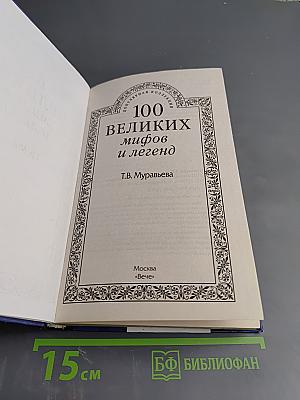 100
ВЕЛИКИХ
мифов
и легенд
Т.В. Муравьева
Москва
«Вече»
15 см
БФ БИБЛИОФАН